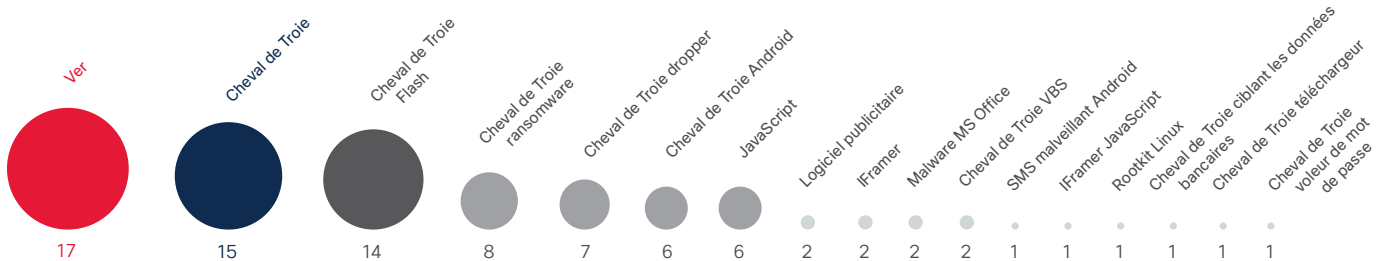 Ver
Cheval de Troie
Cheval de Troie
Flash
Cheval de Troie
ransomware
Cheval de Troie dropper
Cheval de Troie Android
JavaScript
Logiciel publicitaire
IFramer
Malware MS Office
Cheval de Troie VBS
SMS malveillant Android
IFramer JavaScript
Rootkit Linux
Cheval de Troie ciblant les données
bancaires
Cheval de Troie téléchargeur
Cheval de Troie
voleur de mot
de passe
17
15
14
8
7
6
6
2
2
2
2
1
1
1
1
1
1